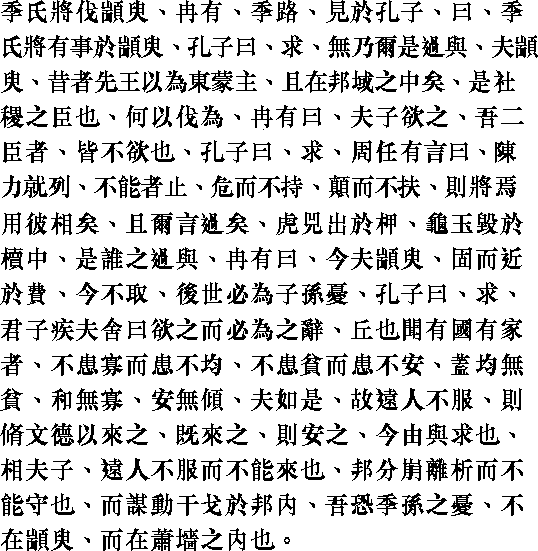 季氏將伐顓臾、冉有、季路、見於孔子、曰、季
氏將有事於顓臾、孔子曰、求、無乃爾是過與、夫顓
臾、昔者先王以為東蒙主、且在邦域之中矣、是社
稷之臣也、何以伐為、冉有曰、夫子欲之、吾二
臣者、皆不欲也、孔子曰、求、周任有言曰、陳
力就列、不能者止、危而不持、顛而不扶、則將焉
用彼相矣、且爾言過矣、虎兕出於柙、龜玉毀於
櫝中、是誰之過與、冉有曰、今夫顓臾、固而近
於費、今不取、後世必為子孫憂、孔子曰、求、
君子疾夫舍曰欲之而必為之辭、丘也聞有國有家
者、不患寡而患不均、不患貧而患不安、蓋均無
貧、和無寡、安無傾、夫如是、故遠人不服、則
脩文德以來之、既來之、則安之、今由與求也、
相夫子、遠人不服而不能來也、邦分崩離析而不
能守也、而謀動干戈於邦內、吾恐季孫之憂、不
在顓臾、而在蕭墻之內也。